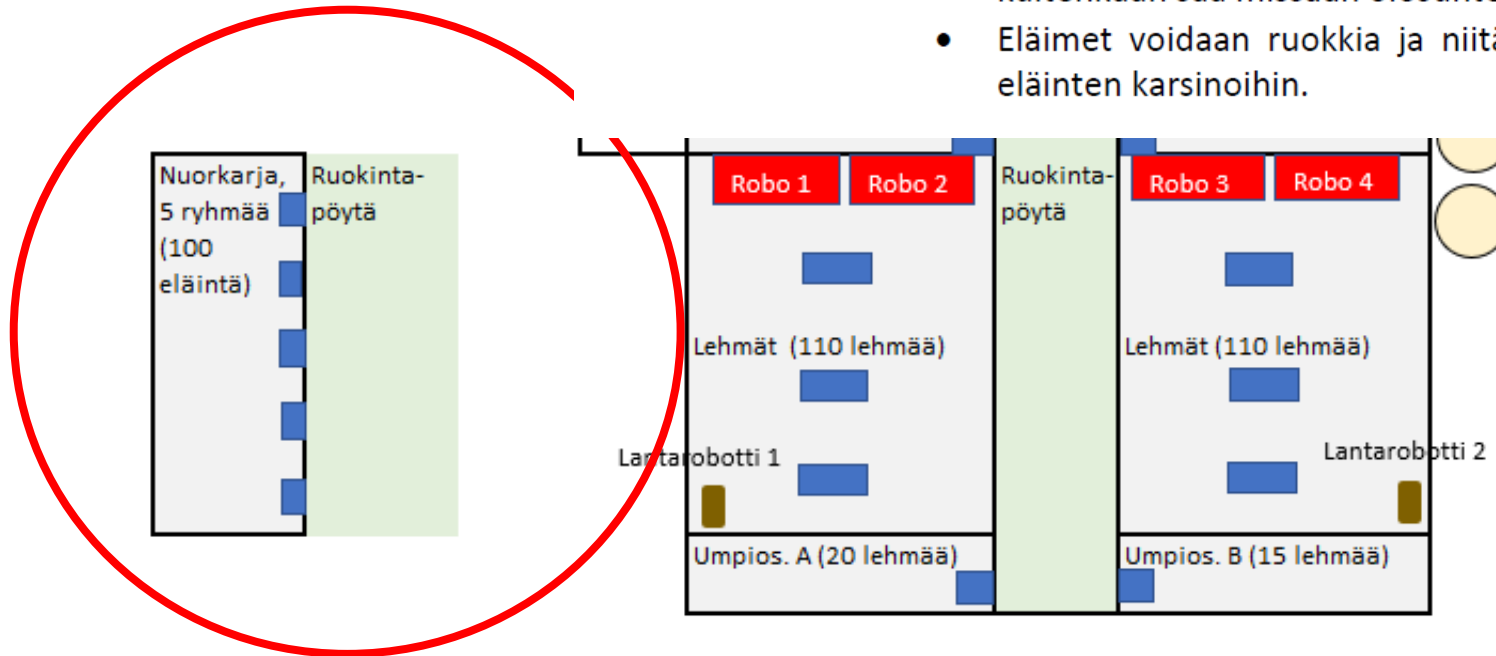 Eläimet voidaan ruokkia ja niitä
eläinten karsinoihin.
Nuorkarja,
5 ryhmää
(100
eläintä)
Ruokinta-
pöytä
Robo 1
Robo 2
Ruokinta-
pöytä
Robo 3
Robo 4
Lehmät (110 lehmää)
Lehmät (110 lehmää)
Lantarobotti 1
Lantarobotti 2
Umpios. A (20 lehmää)
Umpios. B (15 lehmää)